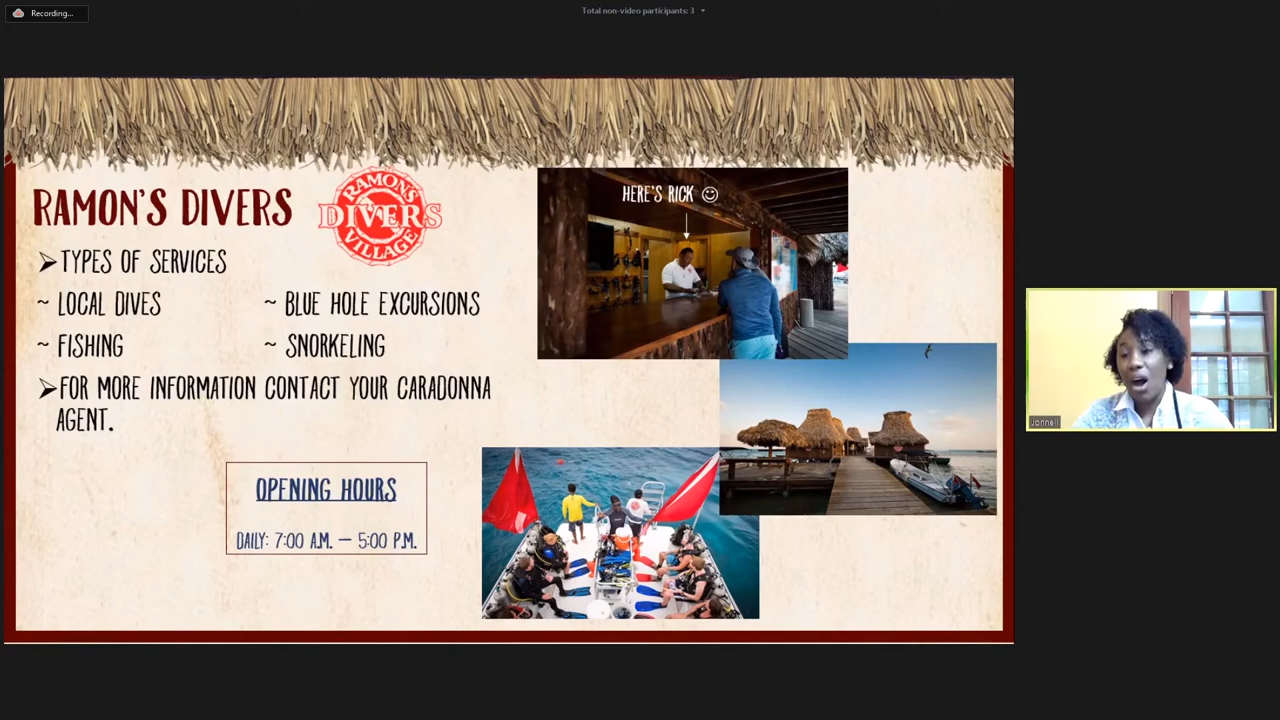 Recording...
Total non-video participants: 3
RAMON'S DIVERS
RAMON'S
DIVERS
VILLAGE
➢TYPES OF SERVICES
~ LOCAL DIVES ~ BLUE HOLE EXCURSIONS
~ FISHING ~ SNORKELING
➢FOR MORE INFORMATION CONTACT YOUR CARADONNA
AGENT.
OPENING HOURS
DAILY: 7:00 A.M. – 5:00 P.M.
HERE'S RICK ☺
Jonnell